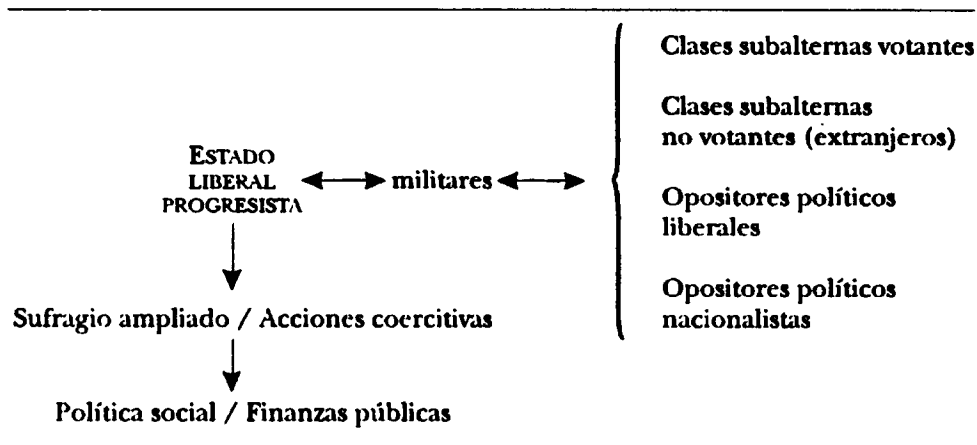 Clases subalternas votantes
Clases subalternas
no votantes (extranjeros)
ESTADO
LIBERAL
PROGRESISTA
militares
Opositores políticos
liberales
Opositores políticos
nacionalistas
Sufragio ampliado / Acciones coercitivas
Política social / Finanzas públicas